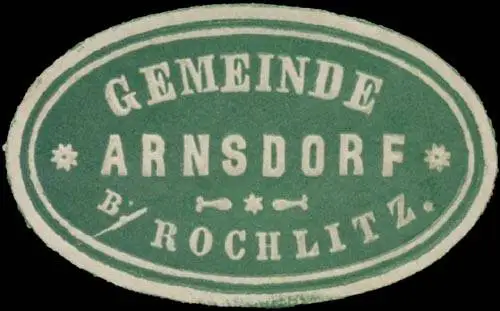 GEMEINDE
ARNSDORF
B/ ROCHLITZ.